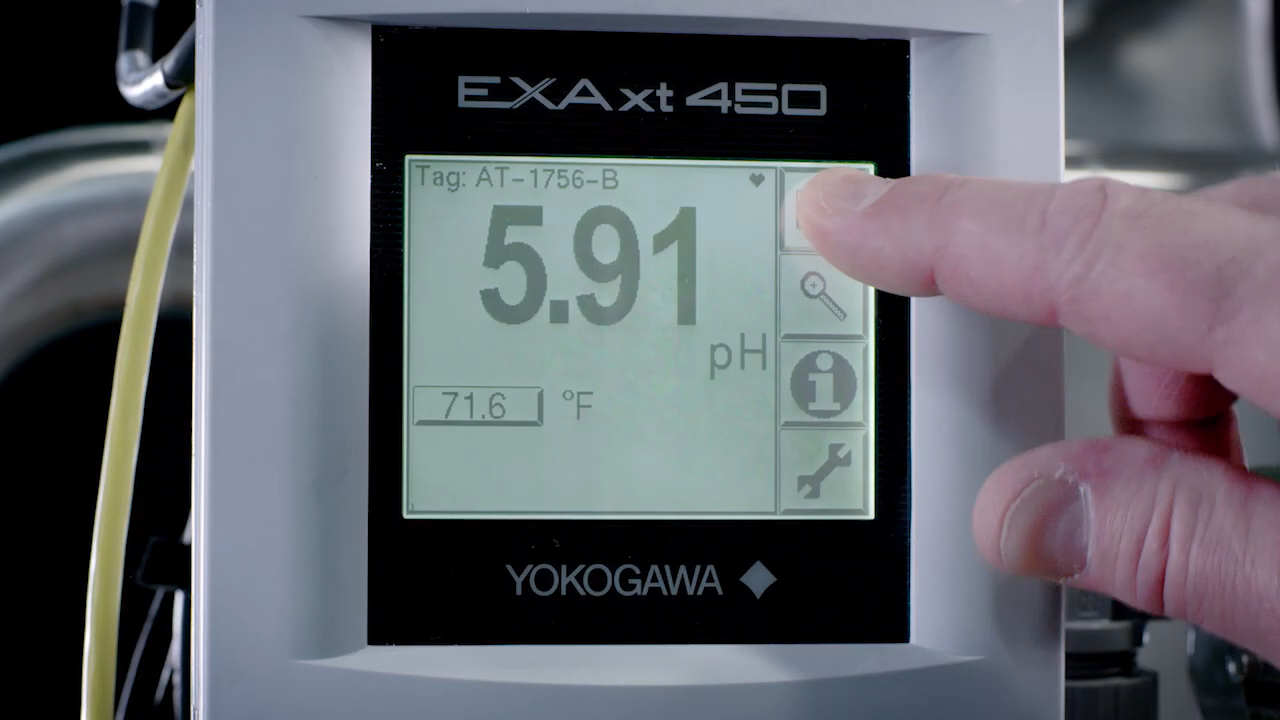 EXAxt 450
Tag: AT-1756-B
5.91
pH
71.6 °F
YOKOGAWA